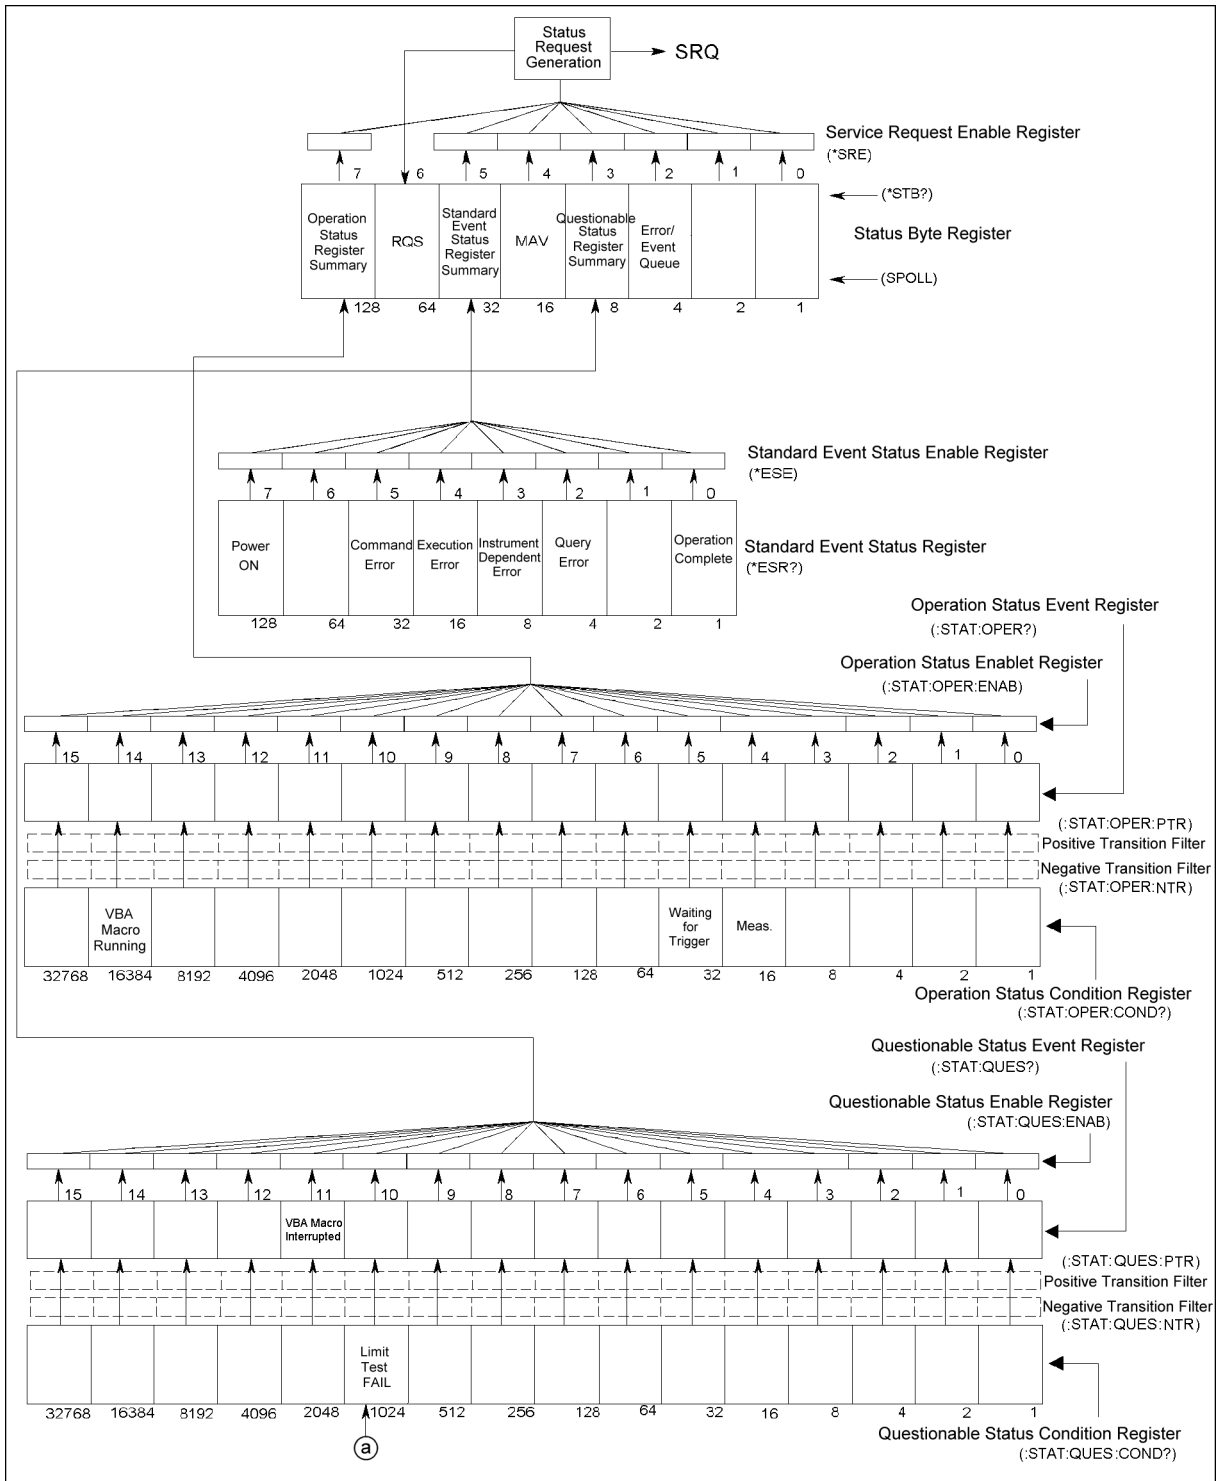 Status
Request
Generation
SRQ
Service Request Enable Register
(*SRE)
7 6 5 4 3 2 1 0
(*STB?)
Operation
Status
Register
Summary
RQS
Standard
Event
Status
Register
Summary
MAV
Questionable
Status
Register
Summary
Error/
Event
Queue
Status Byte Register
(SPOLL)
128 64 32 16 8 4 2 1
Standard Event Status Enable Register
(*ESE)
7 6 5 4 3 2 1 0
Power
ON
Command
Error
Execution
Error
Instrument
Dependent
Error
Query
Error
Operation
Complete
Standard Event Status Register
(*ESR?)
128 64 32 16 8 4 2 1
Operation Status Event Register
(:STAT:OPER?)
Operation Status Enablet Register
(:STAT:OPER:ENAB)
15 14 13 12 11 10 9 8 7 6 5 4 3 2 1 0
(:STAT:OPER:PTR)
Positive Transition Filter
Negative Transition Filter
(:STAT:OPER:NTR)
VBA
Macro
Running
Waiting
for
Trigger
Meas.
32768 16384 8192 4096 2048 1024 512 256 128 64 32 16 8 4 2 1
Operation Status Condition Register
(:STAT:OPER:COND?)
Questionable Status Event Register
(:STAT:QUES?)
Questionable Status Enable Register
(:STAT:QUES:ENAB)
15 14 13 12 11 10 9 8 7 6 5 4 3 2 1 0
VBA Macro
Interrupted
(:STAT:QUES:PTR)
Positive Transition Filter
Negative Transition Filter
(:STAT:QUES:NTR)
Limit
Test
FAIL
32768 16384 8192 4096 2048 1024 512 256 128 64 32 16 8 4 2 1
Questionable Status Condition Register
(:STAT:QUES:COND?)
a